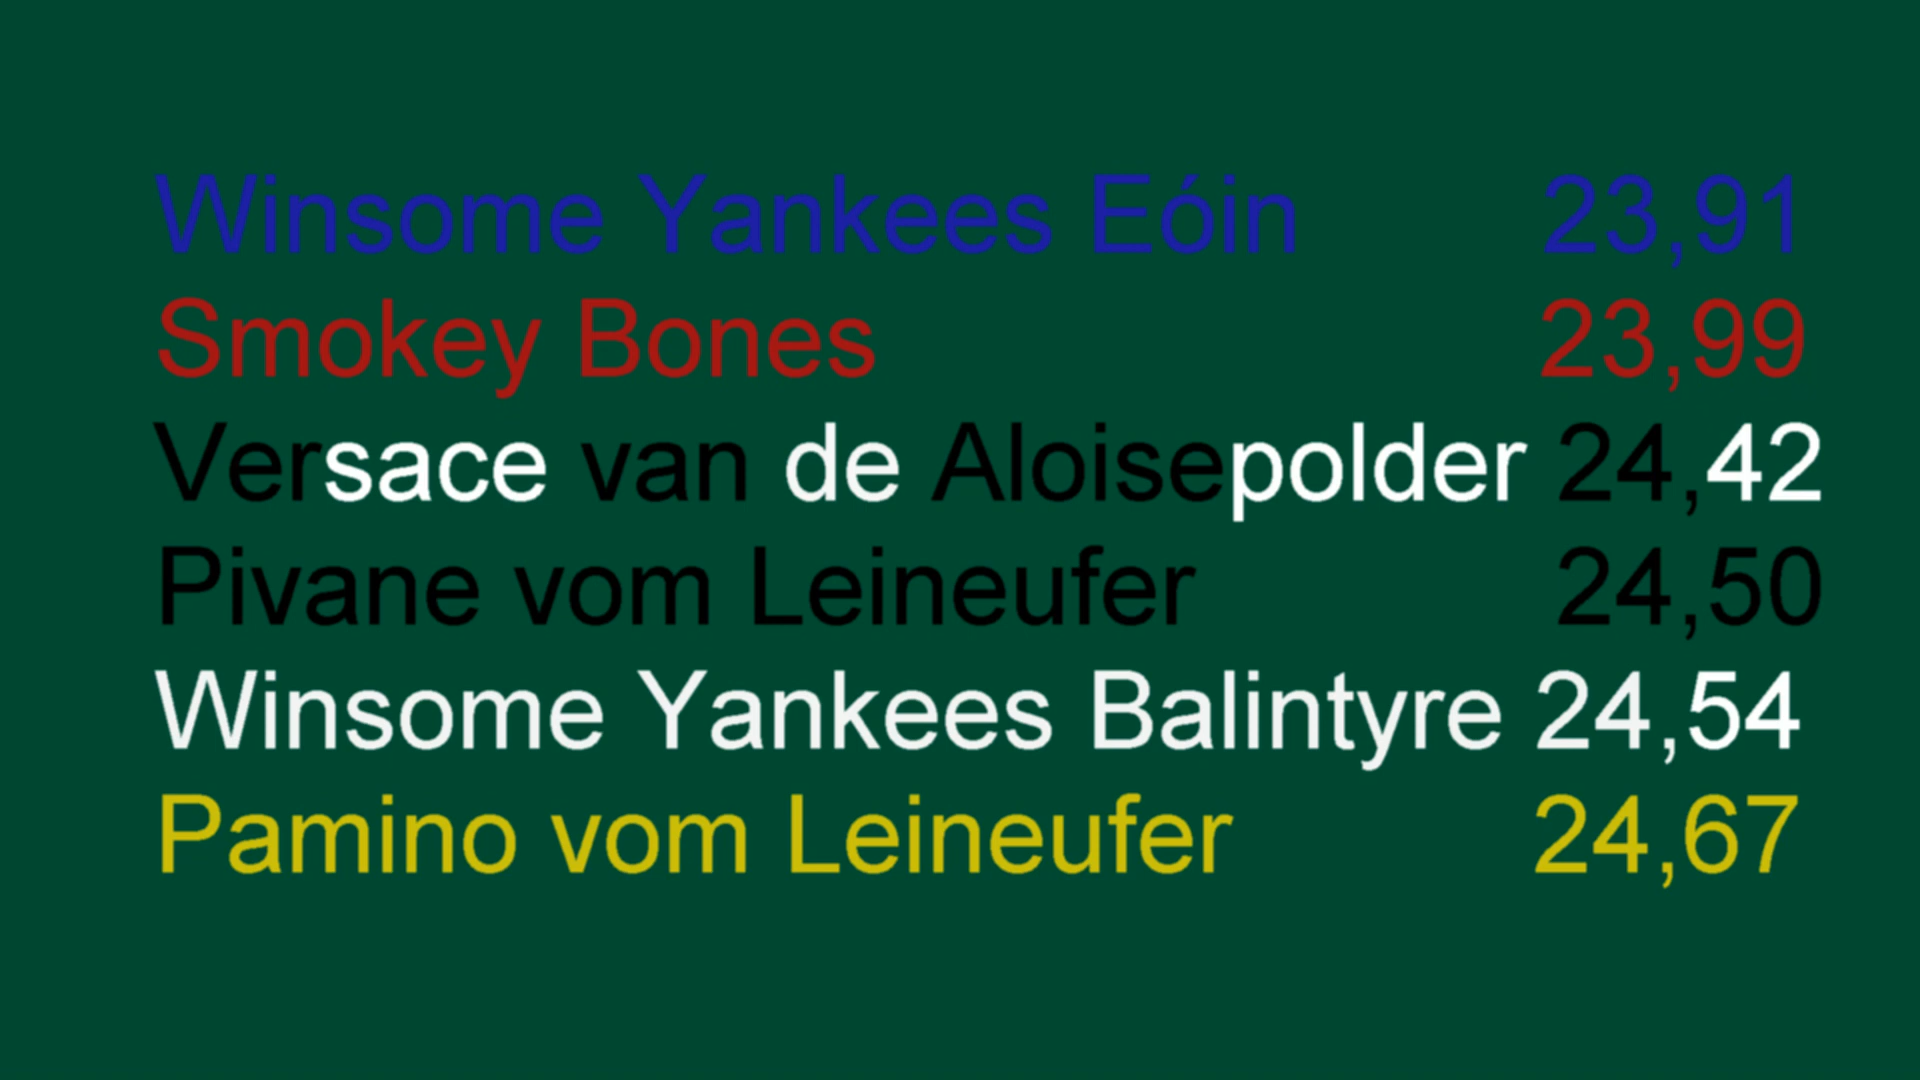 Winsome Yankees Eóin 23,91
Smokey Bones 23,99
Versace van de Aloisepolder 24,42
Pivane vom Leineufer 24,50
Winsome Yankees Balintyre 24,54
Pamino vom Leineufer 24,67